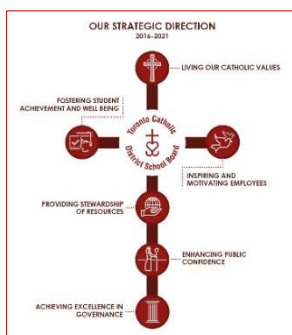 OUR STRATEGIC DIRECTION
2016-2021
LIVING OUR CATHOLIC VALUES
FOSTERING STUDENT
ACHIEVEMENT AND WELL BEING
Toronto Catholic
District School Board
INSPIRING AND
MOTIVATING EMPLOYEES
PROVIDING STEWARDSHIP
OF RESOURCES
ENHANCING PUBLIC
CONFIDENCE
ACHIEVING EXCELLENCE IN
GOVERNANCE